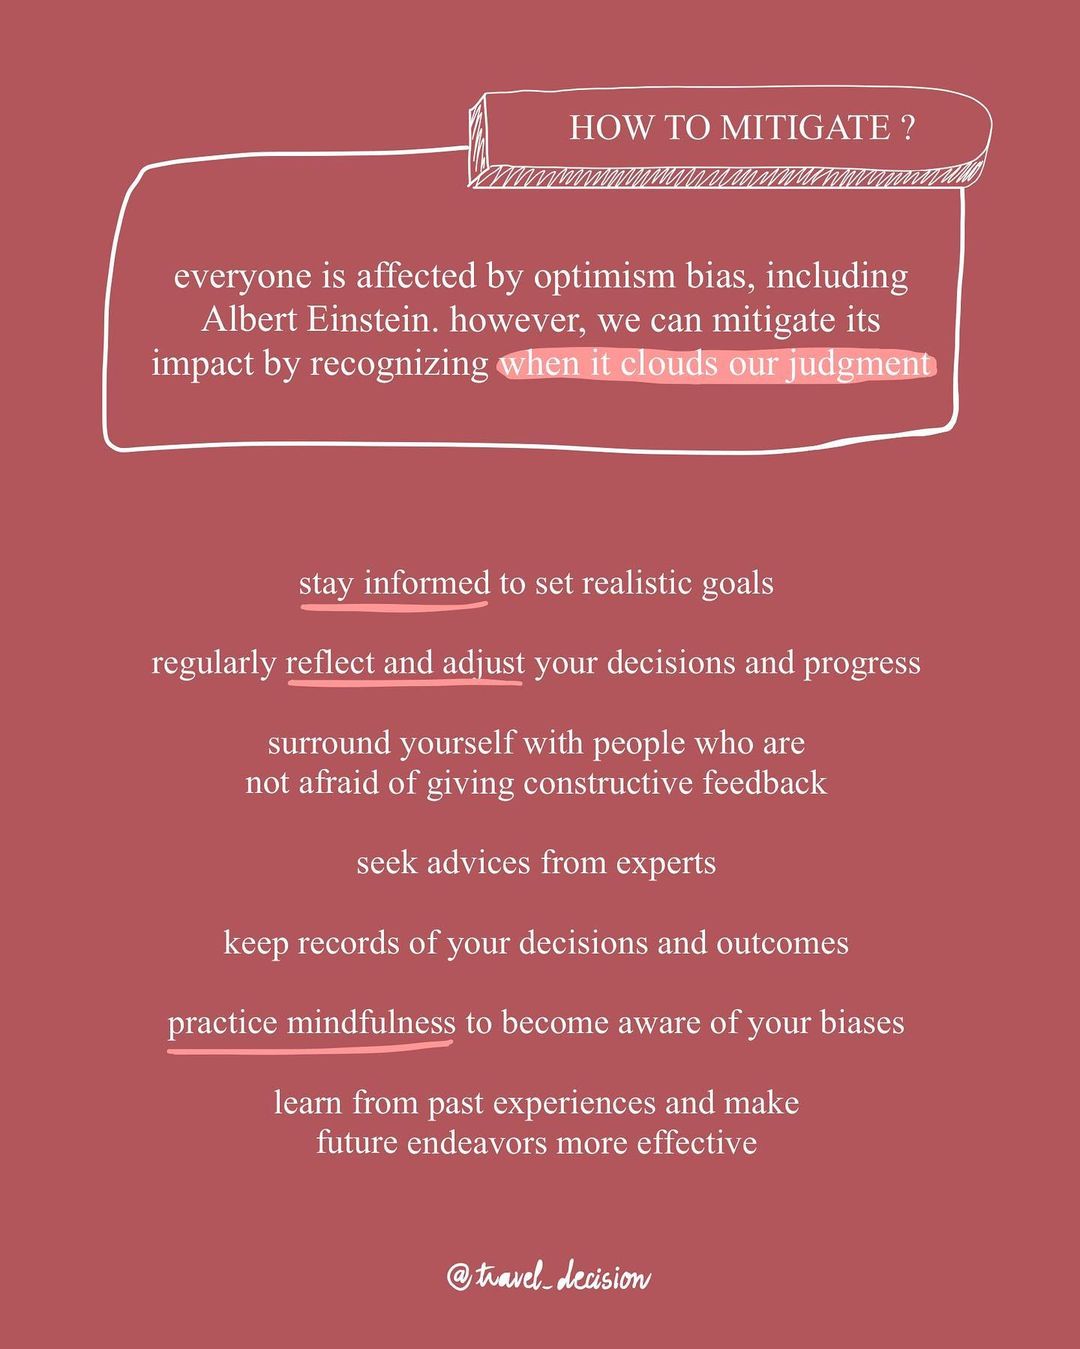 HOW TO MITIGATE ?
everyone is affected by optimism bias, including
Albert Einstein. however, we can mitigate its
impact by recognizing when it clouds our judgment
stay informed to set realistic goals
regularly reflect and adjust your decisions and progress
surround yourself with people who are
not afraid of giving constructive feedback
seek advices from experts
keep records of your decisions and outcomes
practice mindfulness to become aware of your biases
learn from past experiences and make
future endeavors more effective
@travel_decision